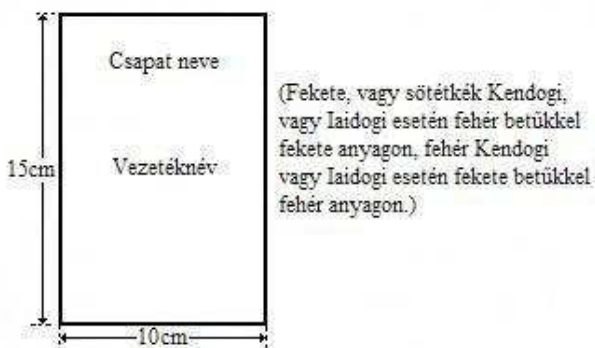 Csapat neve
Vezetéknév
15cm
10cm
(Fekete, vagy sötétkék Kendogi,
vagy Iaidogi esetén fehér betűkkel
fekete anyagon, fehér Kendogi
vagy Iaidogi esetén fekete betűkkel
fehér anyagon.)